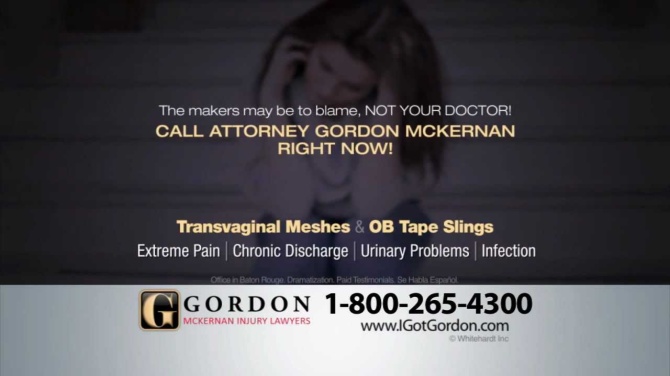 The makers may be to blame, NOT YOUR DOCTOR!
CALL ATTORNEY GORDON MCKERNAN
RIGHT NOW!
Transvaginal Meshes & OB Tape Slings
Extreme Pain | Chronic Discharge | Urinary Problems | Infection
Office in Baton Rouge. Dramatization. Paid Testimonials. Se Habla Español.
G GORDON
MCKERNAN INJURY LAWYERS
1-800-265-4300
www.IGotGordon.com
© Whitehardt Inc